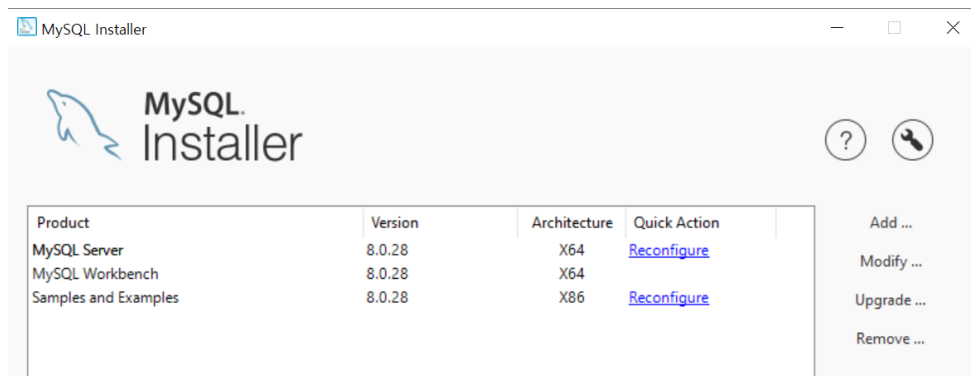 MySQL Installer
MySQL.
Installer
?
Product Version Architecture Quick Action
MySQL Server 8.0.28 X64 Reconfigure
MySQL Workbench 8.0.28 X64
Samples and Examples 8.0.28 X86 Reconfigure
Add ...
Modify ...
Upgrade ...
Remove ...